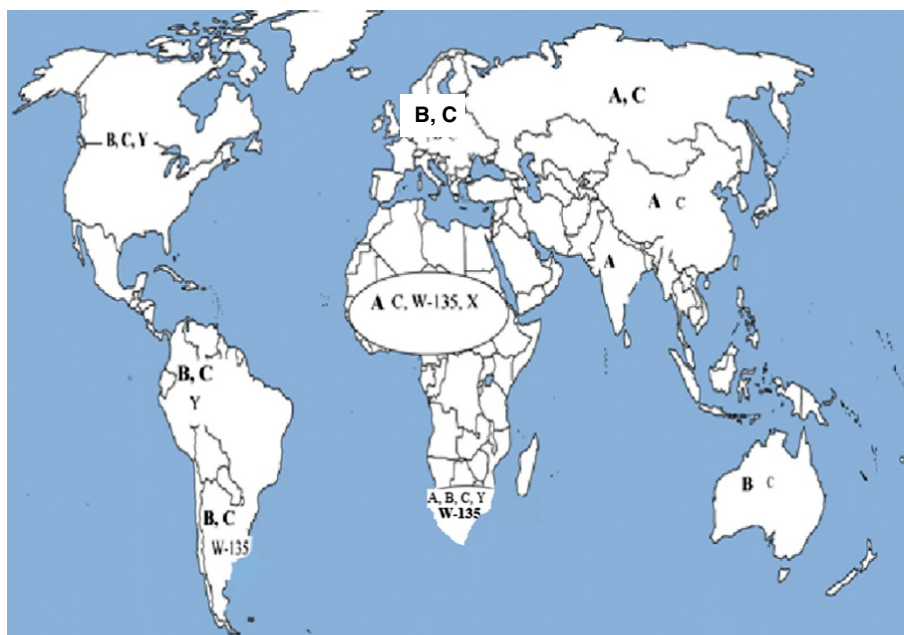 B, C
A, C
B, C, Y
A C
A
A C, W-135, X
B, C
Y
B C
A, B, C, Y
W-135
B, C
W-135